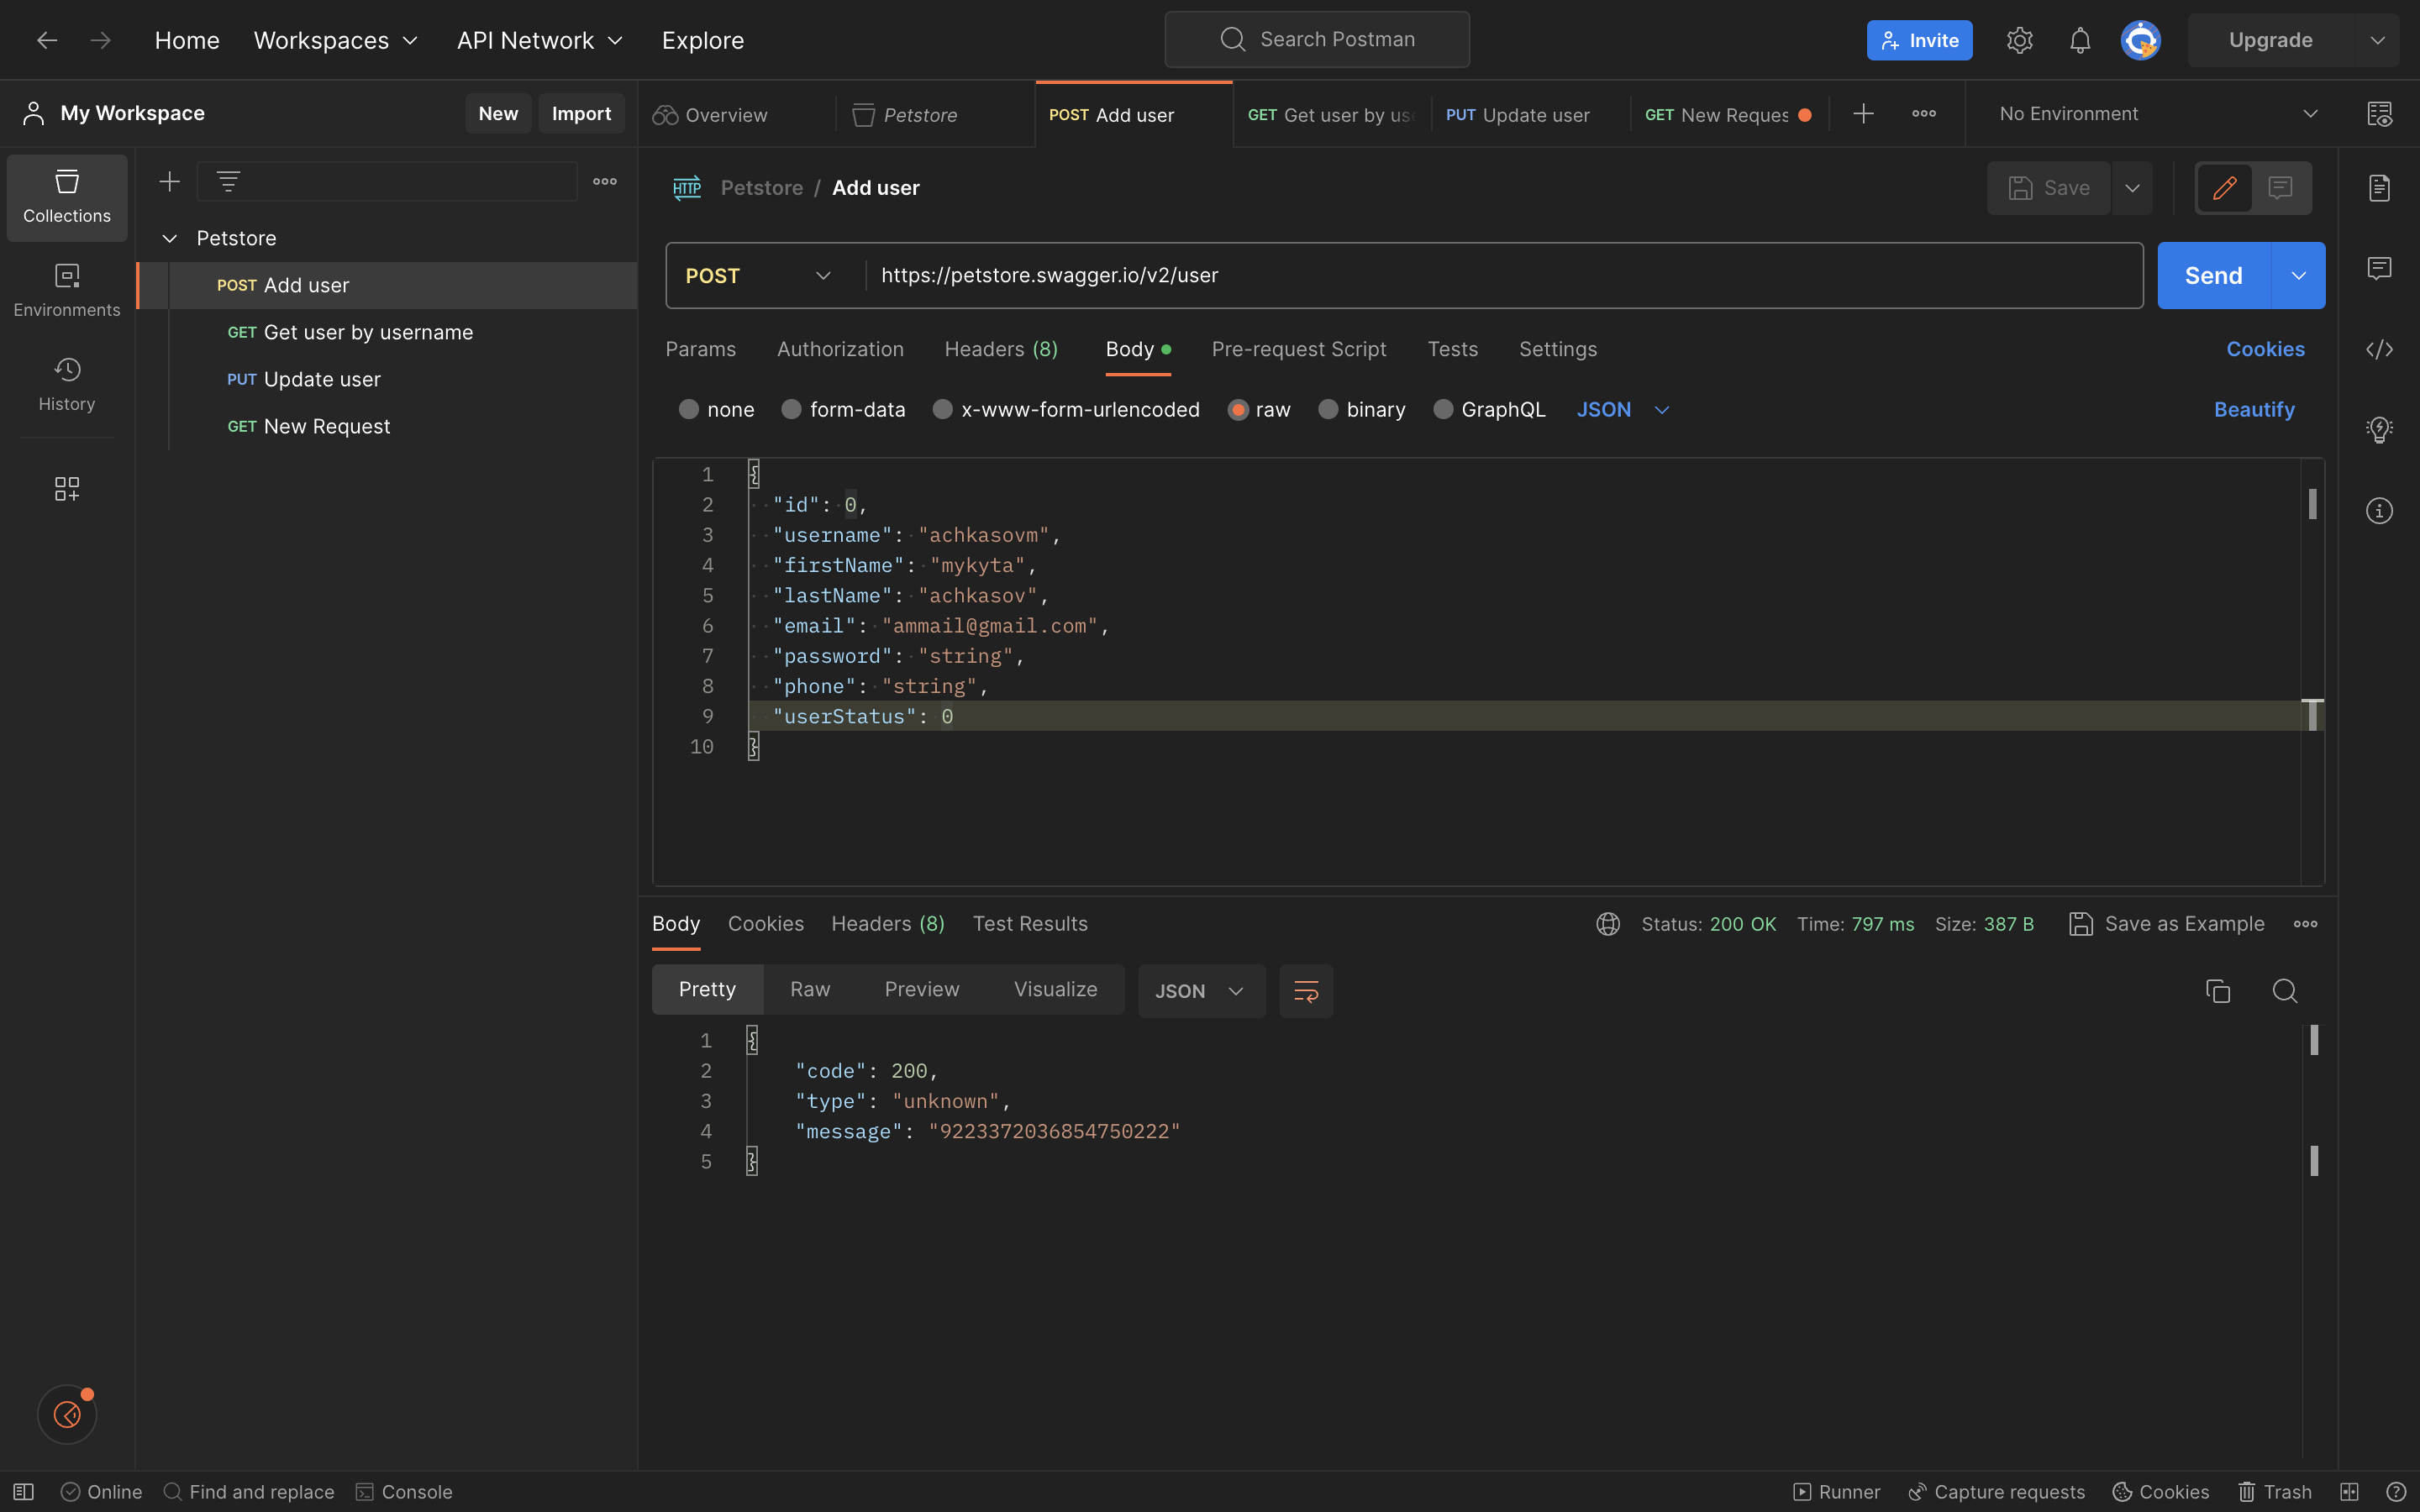 Home Workspaces API Network Explore Search Postman Invite Upgrade
My Workspace New Import Overview Petstore POST Add user GET Get user by us PUT Update user GET New Reques No Environment
Collections
Environments
History
Petstore
POST Add user
GET Get user by username
PUT Update user
GET New Request
HTTP Petstore / Add user Save
POST https://petstore.swagger.io/v2/user Send
Params Authorization Headers (8) Body Pre-request Script Tests Settings Cookies
none form-data x-www-form-urlencoded raw binary GraphQL JSON Beautify
1 {
2 "id": 0,
3 "username": "achkasovm",
4 "firstName": "mykyta",
5 "lastName": "achkasov",
6 "email": "ammail@gmail.com",
7 "password": "string",
8 "phone": "string",
9 "userStatus": 0
10 }
Body Cookies Headers (8) Test Results Status: 200 OK Time: 797 ms Size: 387 B Save as Example
Pretty Raw Preview Visualize JSON
1 {
2 "code": 200,
3 "type": "unknown",
4 "message": "9223372036854750222"
5 }
Online Find and replace Console Runner Capture requests Cookies Trash